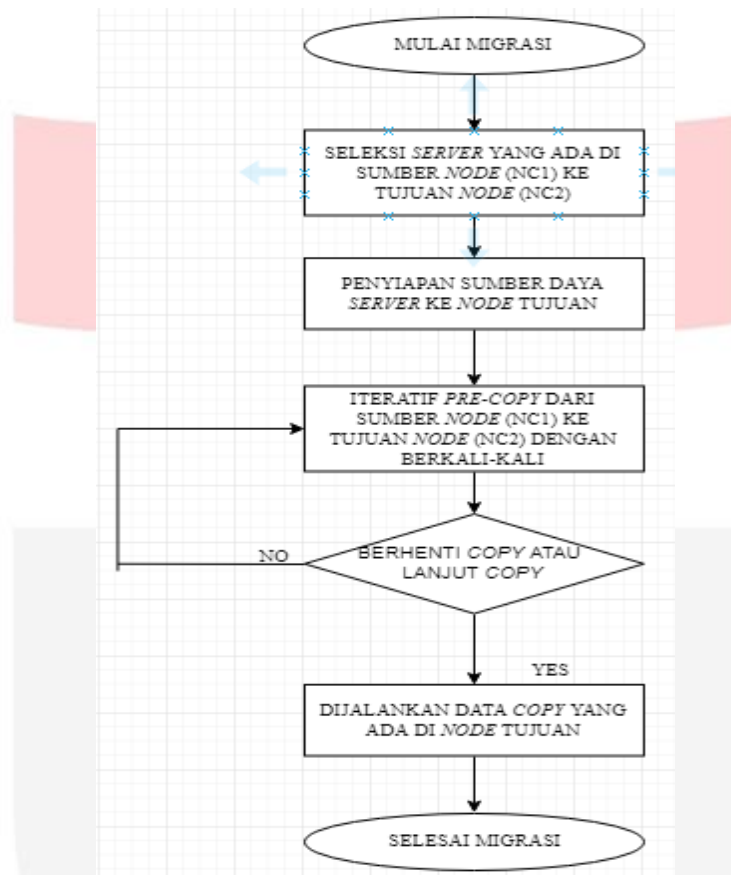 MULAI MIGRASI
SELEKSI SERVER YANG ADA DI
SUMBER NODE (NC1) KE
TUJUAN NODE (NC2)
PENYIAPAN SUMBER DAYA
SERVER KE NODE TUJUAN
ITERATIF PRE-COPY DARI
SUMBER NODE (NC1) KE
TUJUAN NODE (NC2) DENGAN
BERKALI-KALI
BERHENTI COPY ATAU
LANJUT COPY
NO
YES
DIJALANKAN DATA COPY YANG
ADA DI NODE TUJUAN
SELESAI MIGRASI